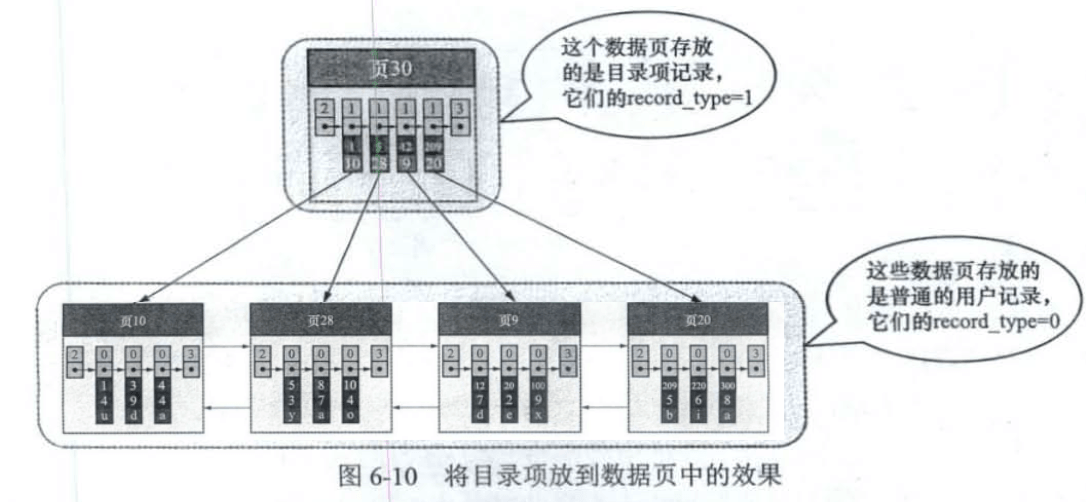 这个数据页存放
的是目录项记录,
它们的record_type=1
页30
2 1 1 1 1 3
1 5 12 209
10 28 9 20
这些数据页存放的
是普通的用户记录,
它们的record_type=0
页10 页28 页9 页20
2 0 0 0 3 2 0 0 0 3 2 0 0 0 3 2 0 0 0 3
1 3 4 5 8 10 12 20 100 209 220 300
4 9 4 3 7 4 7 2 9 5 6 8
u d a y a o d e x b i a
图 6-10 将目录项放到数据页中的效果